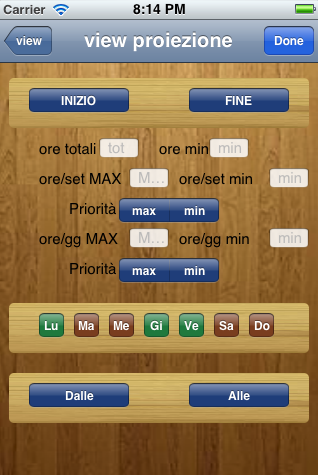 Carrier 8:14 PM
view view proiezione Done
INIZIO FINE
ore totali tot ore min min
ore/set MAX M... ore/set min min
Priorità max min
ore/gg MAX M... ore/gg min min
Priorità max min
Lu Ma Me Gi Ve Sa Do
Dalle Alle